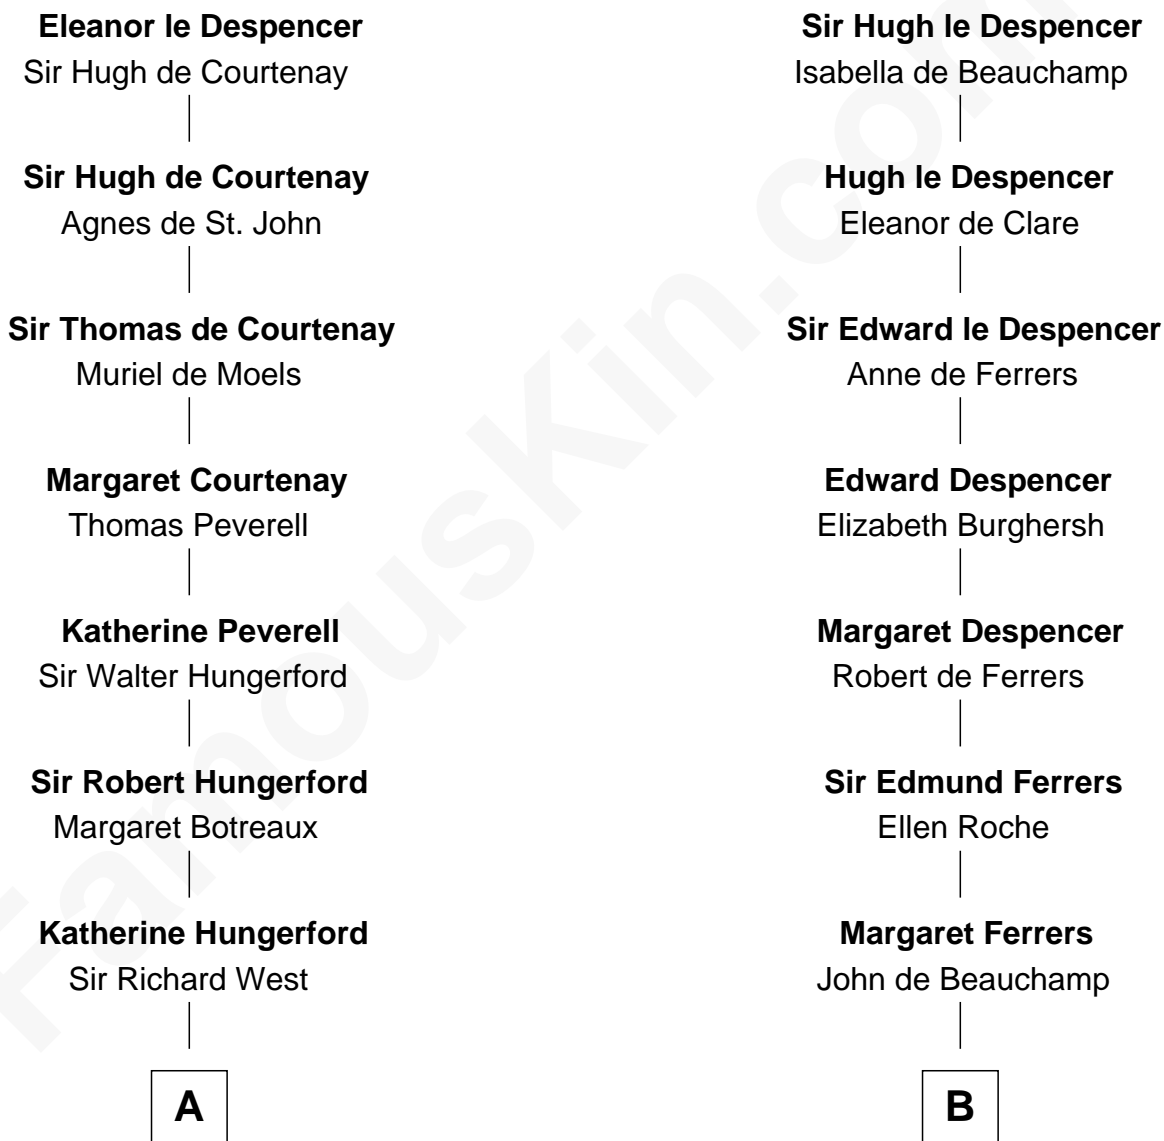 Eleanor le Despencer
Sir Hugh de Courtenay
Sir Hugh de Courtenay
Agnes de St. John
Sir Thomas de Courtenay
Muriel de Moels
Margaret Courtenay
Thomas Peverell
Katherine Peverell
Sir Walter Hungerford
Sir Robert Hungerford
Margaret Botreaux
Katherine Hungerford
Sir Richard West
A
Sir Hugh le Despencer
Isabella de Beauchamp
Hugh le Despencer
Eleanor de Clare
Sir Edward le Despencer
Anne de Ferrers
Edward Despencer
Elizabeth Burghersh
Margaret Despencer
Robert de Ferrers
Sir Edmund Ferrers
Ellen Roche
Margaret Ferrers
John de Beauchamp
B
FamousKin.com